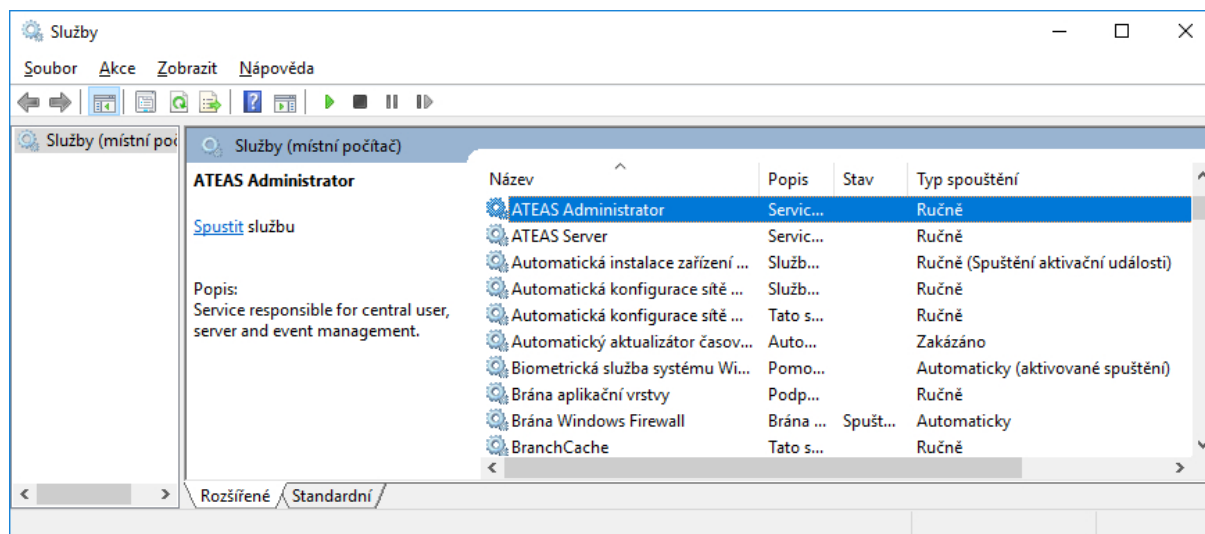 Služby
Soubor Akce Zobrazit Nápověda
Služby (místní poč
Služby (místní počítač)
ATEAS Administrator
Spustit službu
Popis:
Service responsible for central user,
server and event management.
Název Popis Stav Typ spouštění
ATEAS Administrator Servic... Ručně
ATEAS Server Servic... Ručně
Automatická instalace zařízení ... Služb... Ručně (Spuštění aktivační události)
Automatická konfigurace sítě ... Služb... Ručně
Automatická konfigurace sítě ... Tato s... Ručně
Automatický aktualizátor časov... Auto... Zakázáno
Biometrická služba systému Wi... Pomo... Automaticky (aktivované spuštění)
Brána aplikační vrstvy Podp... Ručně
Brána Windows Firewall Brána ... Spušt... Automaticky
BranchCache Tato s... Ručně
Rozšířené Standardní